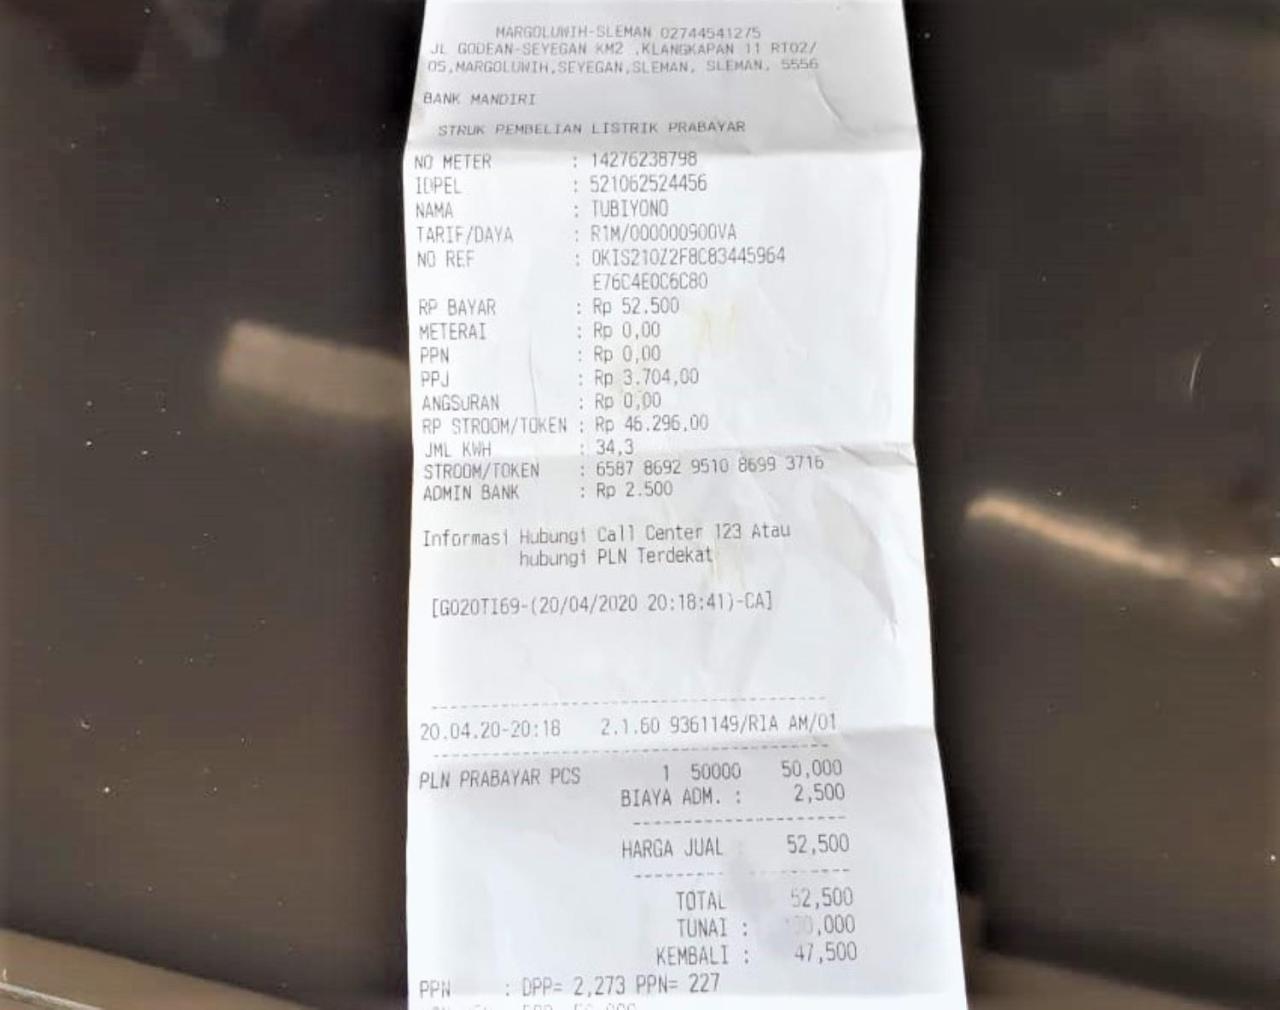 MARGOLUWIH-SLEMAN 02744541275
JL GODEAN-SEYEGAN KM2 ,KLANGKAPAN 11 RT02/
05,MARGOLUWIH,SEYEGAN,SLEMAN, SLEMAN, 5556
BANK MANDIRI
STRUK PEMBELIAN LISTRIK PRABAYAR
NO METER : 14276238798
IDPEL : 521062524456
NAMA : TUBIYONO
TARIF/DAYA : R1M/000000900VA
NO REF : OKIS210Z2F8C83445964
E76C4E0C6C80
RP BAYAR : Rp 52.500
METERAI : Rp 0,00
PPN : Rp 0,00
PPJ : Rp 3.704,00
ANGSURAN : Rp 0,00
RP STROOM/TOKEN : Rp 46.296,00
JML KWH : 34,3
STROOM/TOKEN : 6587 8692 9510 8699 3716
ADMIN BANK : Rp 2.500
Informasi Hubungi Call Center 123 Atau
hubungi PLN Terdekat
[G020TI69-(20/04/2020 20:18:41)-CA]
20.04.20-20:18 2.1.60 9361149/RIA AM/01
PLN PRABAYAR PCS 1 50000 50,000
BIAYA ADM. : 2,500
HARGA JUAL : 52,500
TOTAL 52,500
TUNAI :
KEMBALI : 47,500
PPN : DPP= 2,273 PPN= 227